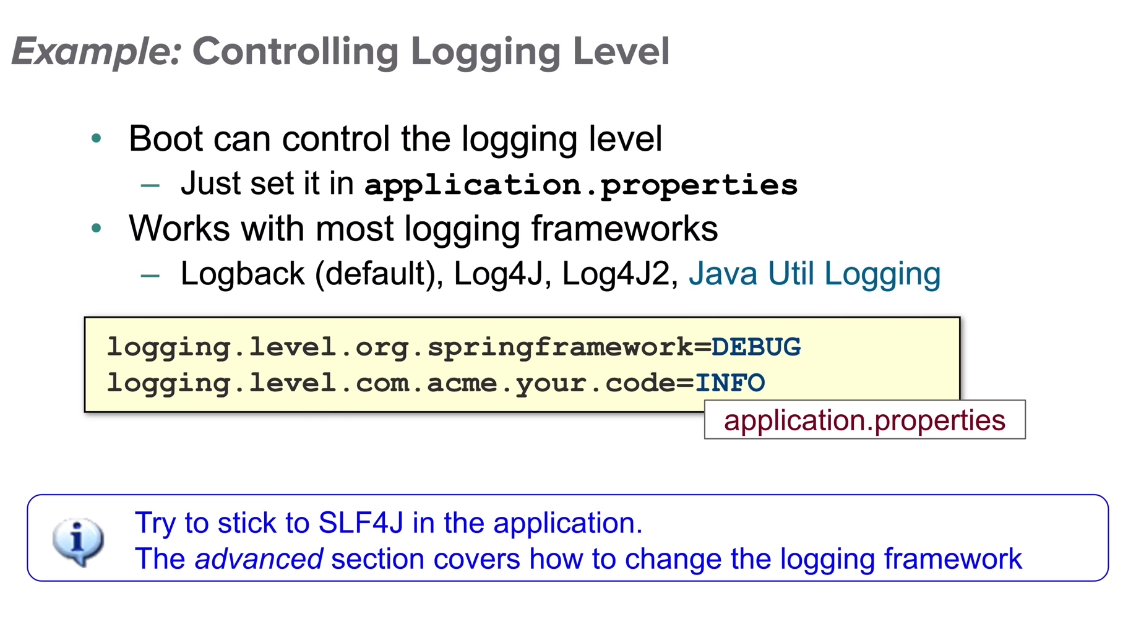 Example: Controlling Logging Level
• Boot can control the logging level
– Just set it in application.properties
• Works with most logging frameworks
– Logback (default), Log4J, Log4J2, Java Util Logging
logging.level.org.springframework=DEBUG
logging.level.com.acme.your.code=INFO
application.properties
Try to stick to SLF4J in the application.
The advanced section covers how to change the logging framework